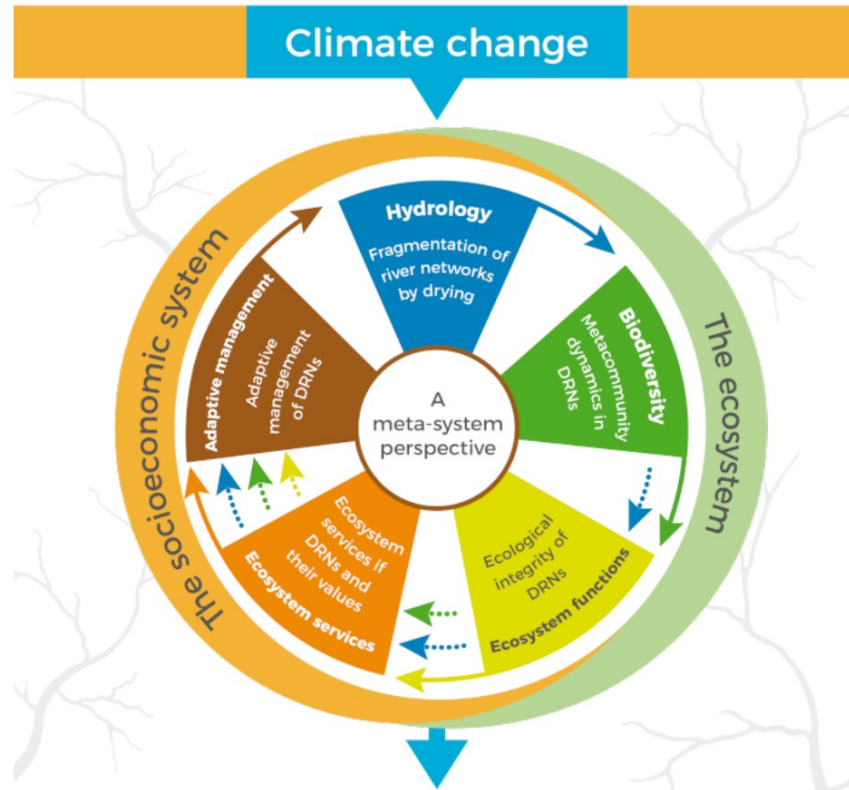 Climate change
The socioeconomic system
The ecosystem
Hydrology
Fragmentation of
river networks
by drying
Biodiversity
Metacommunity
dynamics in
DRNs
Ecological
integrity of
DRNs
Ecosystem functions
Ecosystem
services if
DRNs and
their values
Ecosystem services
Adaptive management
Adaptive
management
of DRNs
A
meta-system
perspective